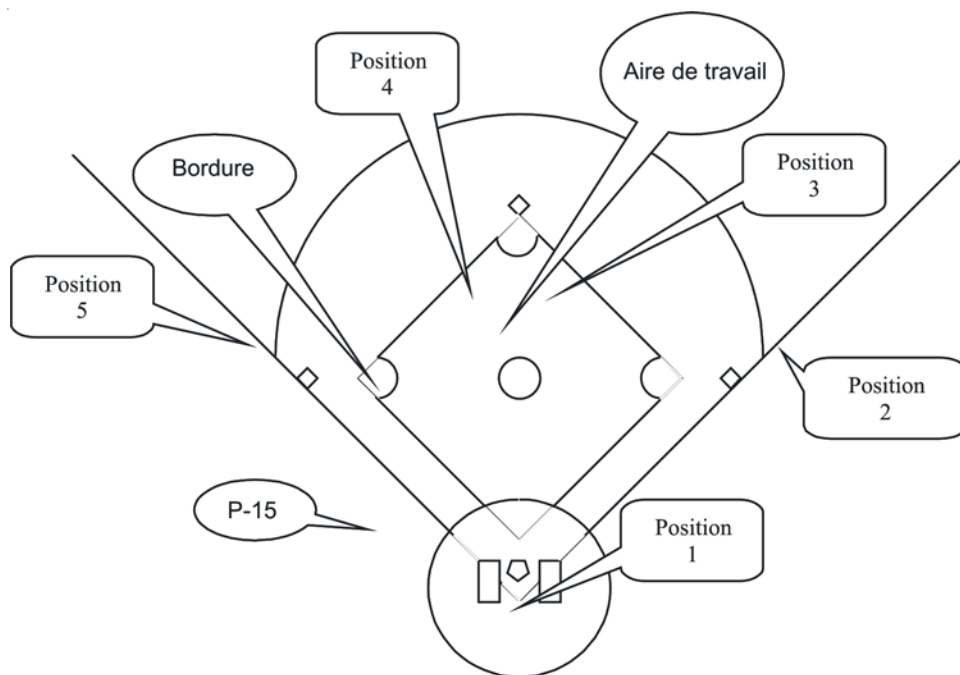 Position
4
Aire de travail
Bordure
Position
3
Position
5
Position
2
P-15
Position
1